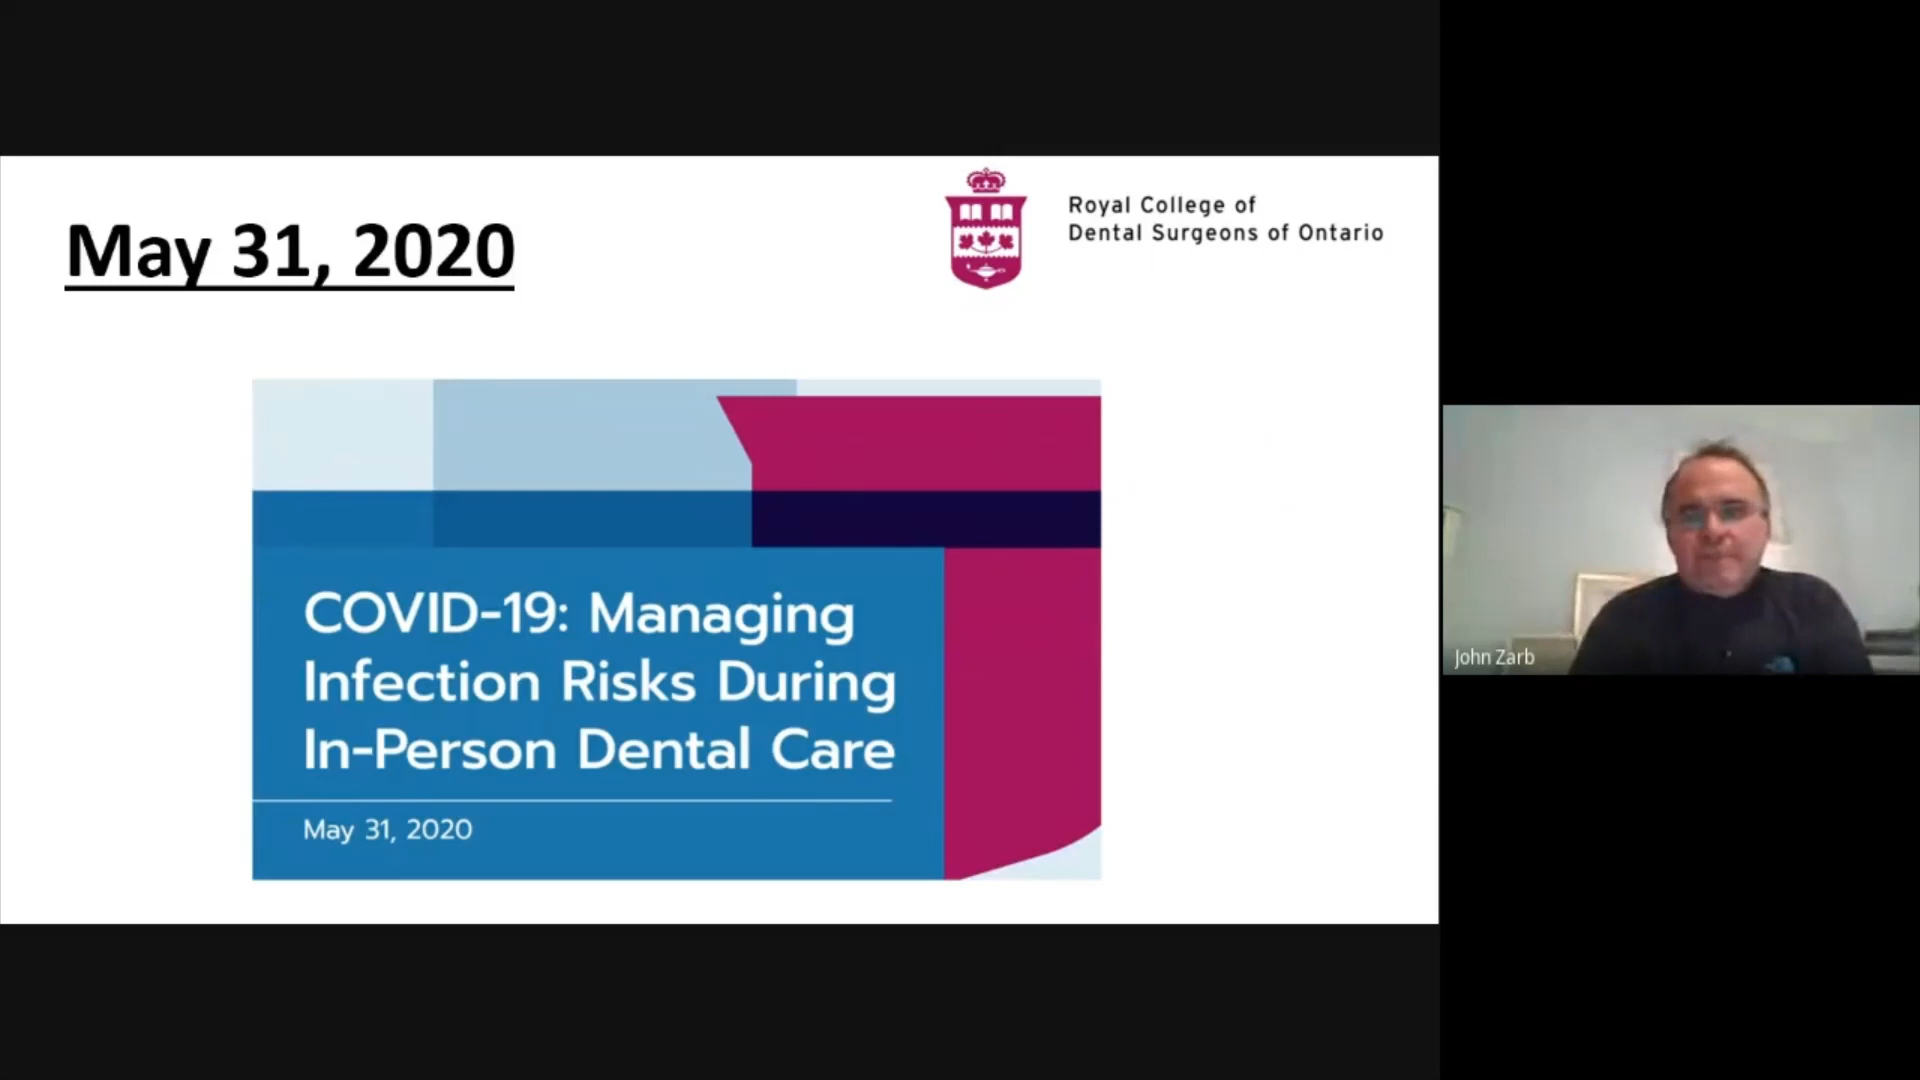 May 31, 2020
Royal College of
Dental Surgeons of Ontario
COVID-19: Managing
Infection Risks During
In-Person Dental Care
May 31, 2020
John Zarb